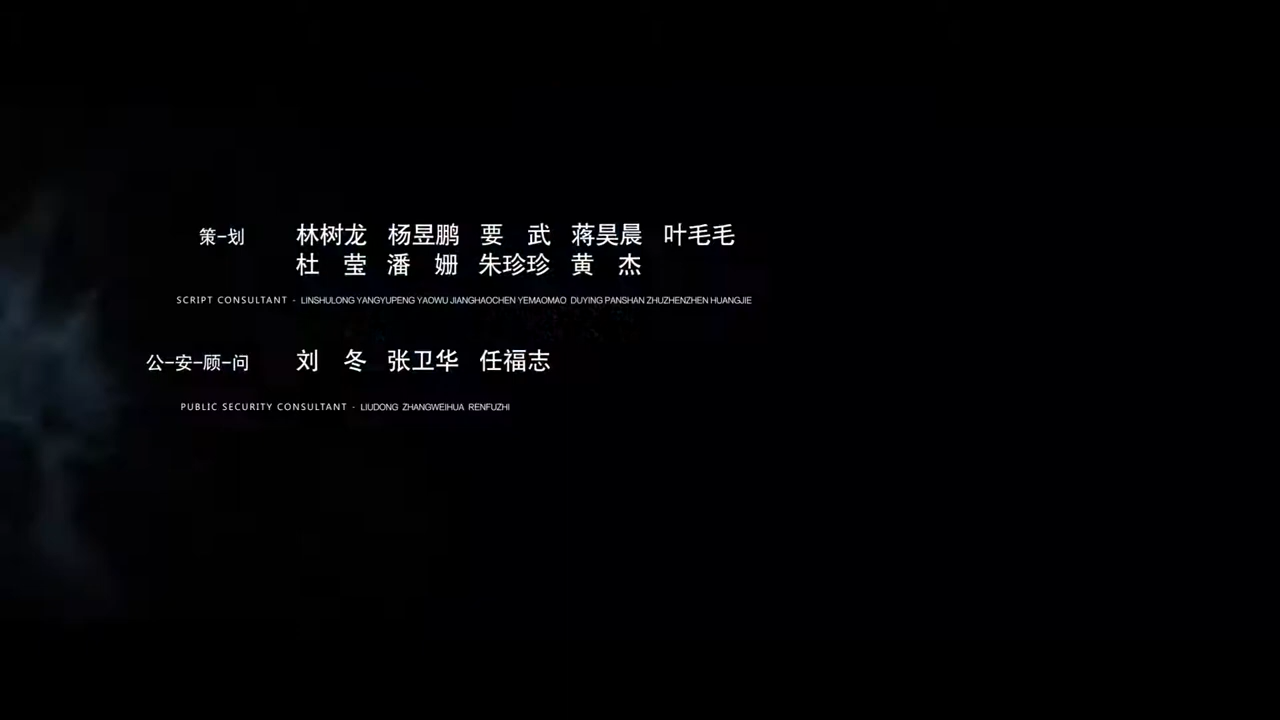 策-划 林树龙 杨昱鹏 要 武 蒋昊晨 叶毛毛
杜 莹 潘 姗 朱珍珍 黄 杰
SCRIPT CONSULTANT - LINSHULONG YANGYUPENG YAOWU JIANGHAOCHEN YEMAOMAO DUYING PANSHAN ZHUZHENZHEN HUANGJIE
公-安-顾-问 刘 冬 张卫华 任福志
PUBLIC SECURITY CONSULTANT - LIUDONG ZHANGWEIHUA RENFUZHI